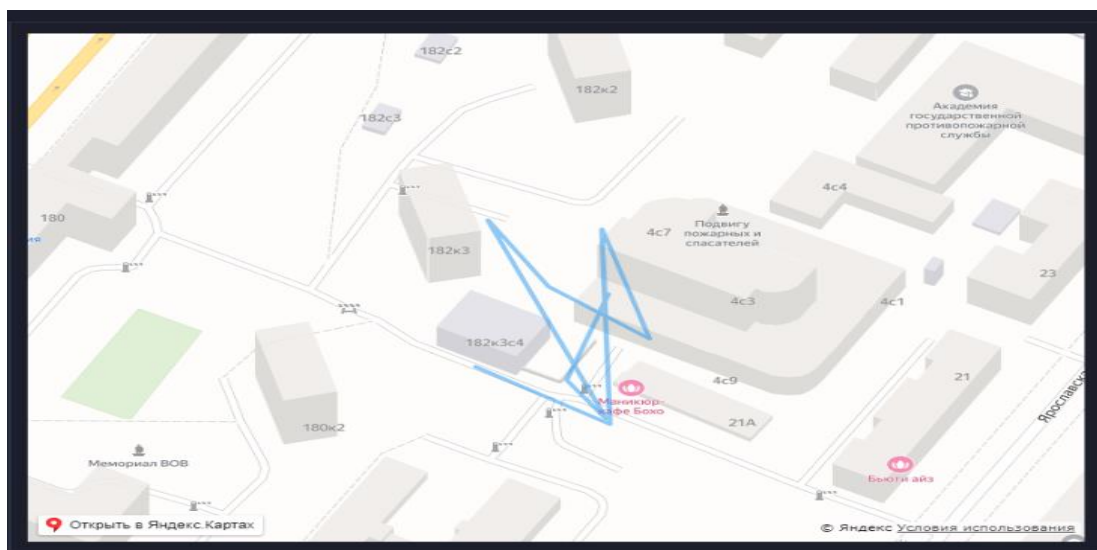 182с2
182к2
Академия
государственной
противопожарной
службы
182с3
4с4
180
Подвигу
пожарных и
спасателей
4с7
182к3
23
4с3
4с1
182к3с4
4с9
21
Маникюр-
кафе Бохо
21А
180к2
Мемориал ВОВ
Бьюти айз
Открыть в Яндекс.Картах
© Яндекс Условия использования